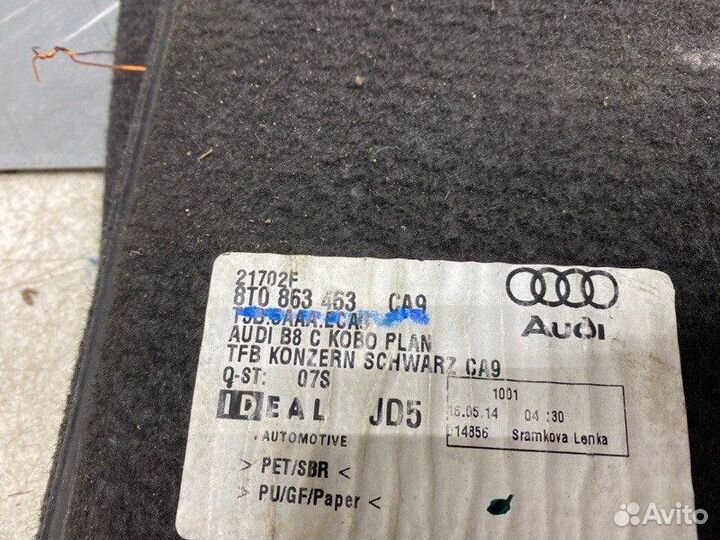 21702F
8T0 863 463 CA9
AUDI B8 C KOBO PLAN
TFB KONZERN SCHWARZ CA9
Q-ST: 07S
IDEAL JD5
AUTOMOTIVE
> PET/SBR <
> PU/GF/Paper <
Audi
1001
16.05.14 04:30
914856 Sramkova Lenka
Avito